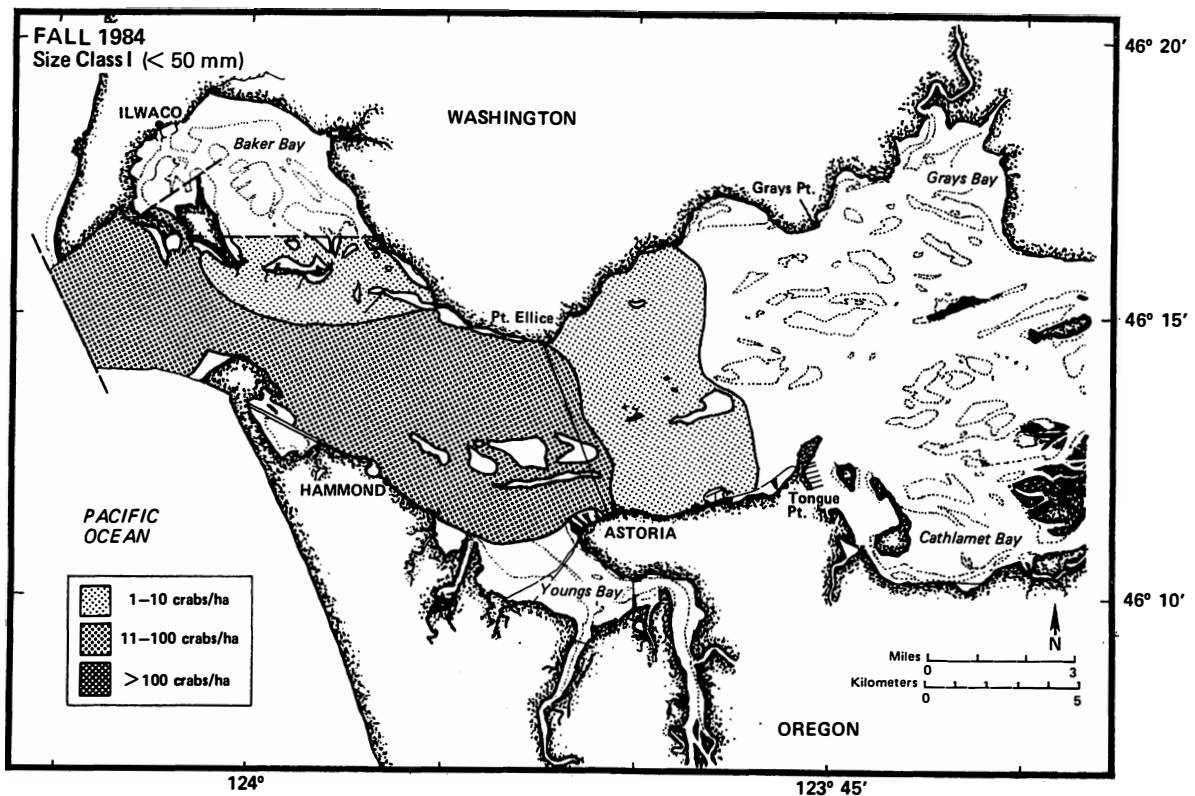 FALL 1984
Size Class I (< 50 mm)
46° 20′
ILWACO
WASHINGTON
Baker Bay
Grays Pt.
Grays Bay
Pt. Ellice
46° 15′
HAMMOND
Tongue
Pt.
PACIFIC
OCEAN
ASTORIA
Cathlamet Bay
1–10 crabs/ha
11–100 crabs/ha
>100 crabs/ha
Youngs Bay
46° 10′
N
Miles
0 3
Kilometers
0 5
OREGON
124°
123° 45′